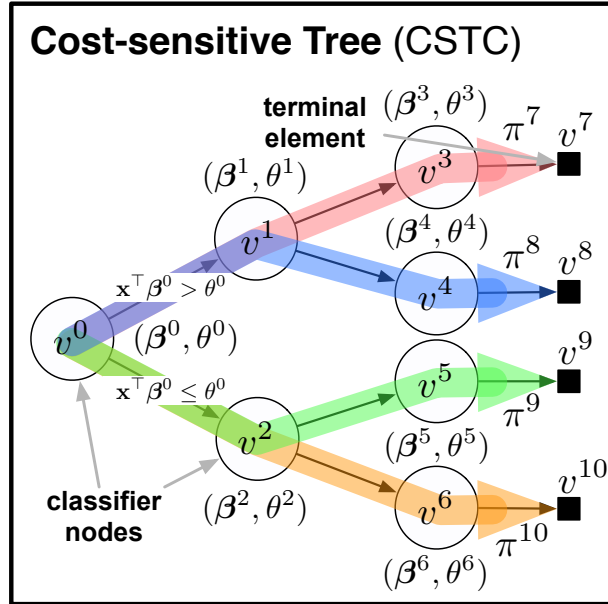 Cost-sensitive Tree (CSTC)
terminal
element
(β³, θ³)
π⁷
v⁷
v³
(β¹, θ¹)
v¹
(β⁴, θ⁴)
π⁸
v⁸
v⁴
x⊤β⁰ > θ⁰
v⁰
(β⁰, θ⁰)
x⊤β⁰ ≤ θ⁰
v⁵
v⁹
π⁹
(β⁵, θ⁵)
v²
(β², θ²)
classifier
nodes
v⁶
v¹⁰
π¹⁰
(β⁶, θ⁶)